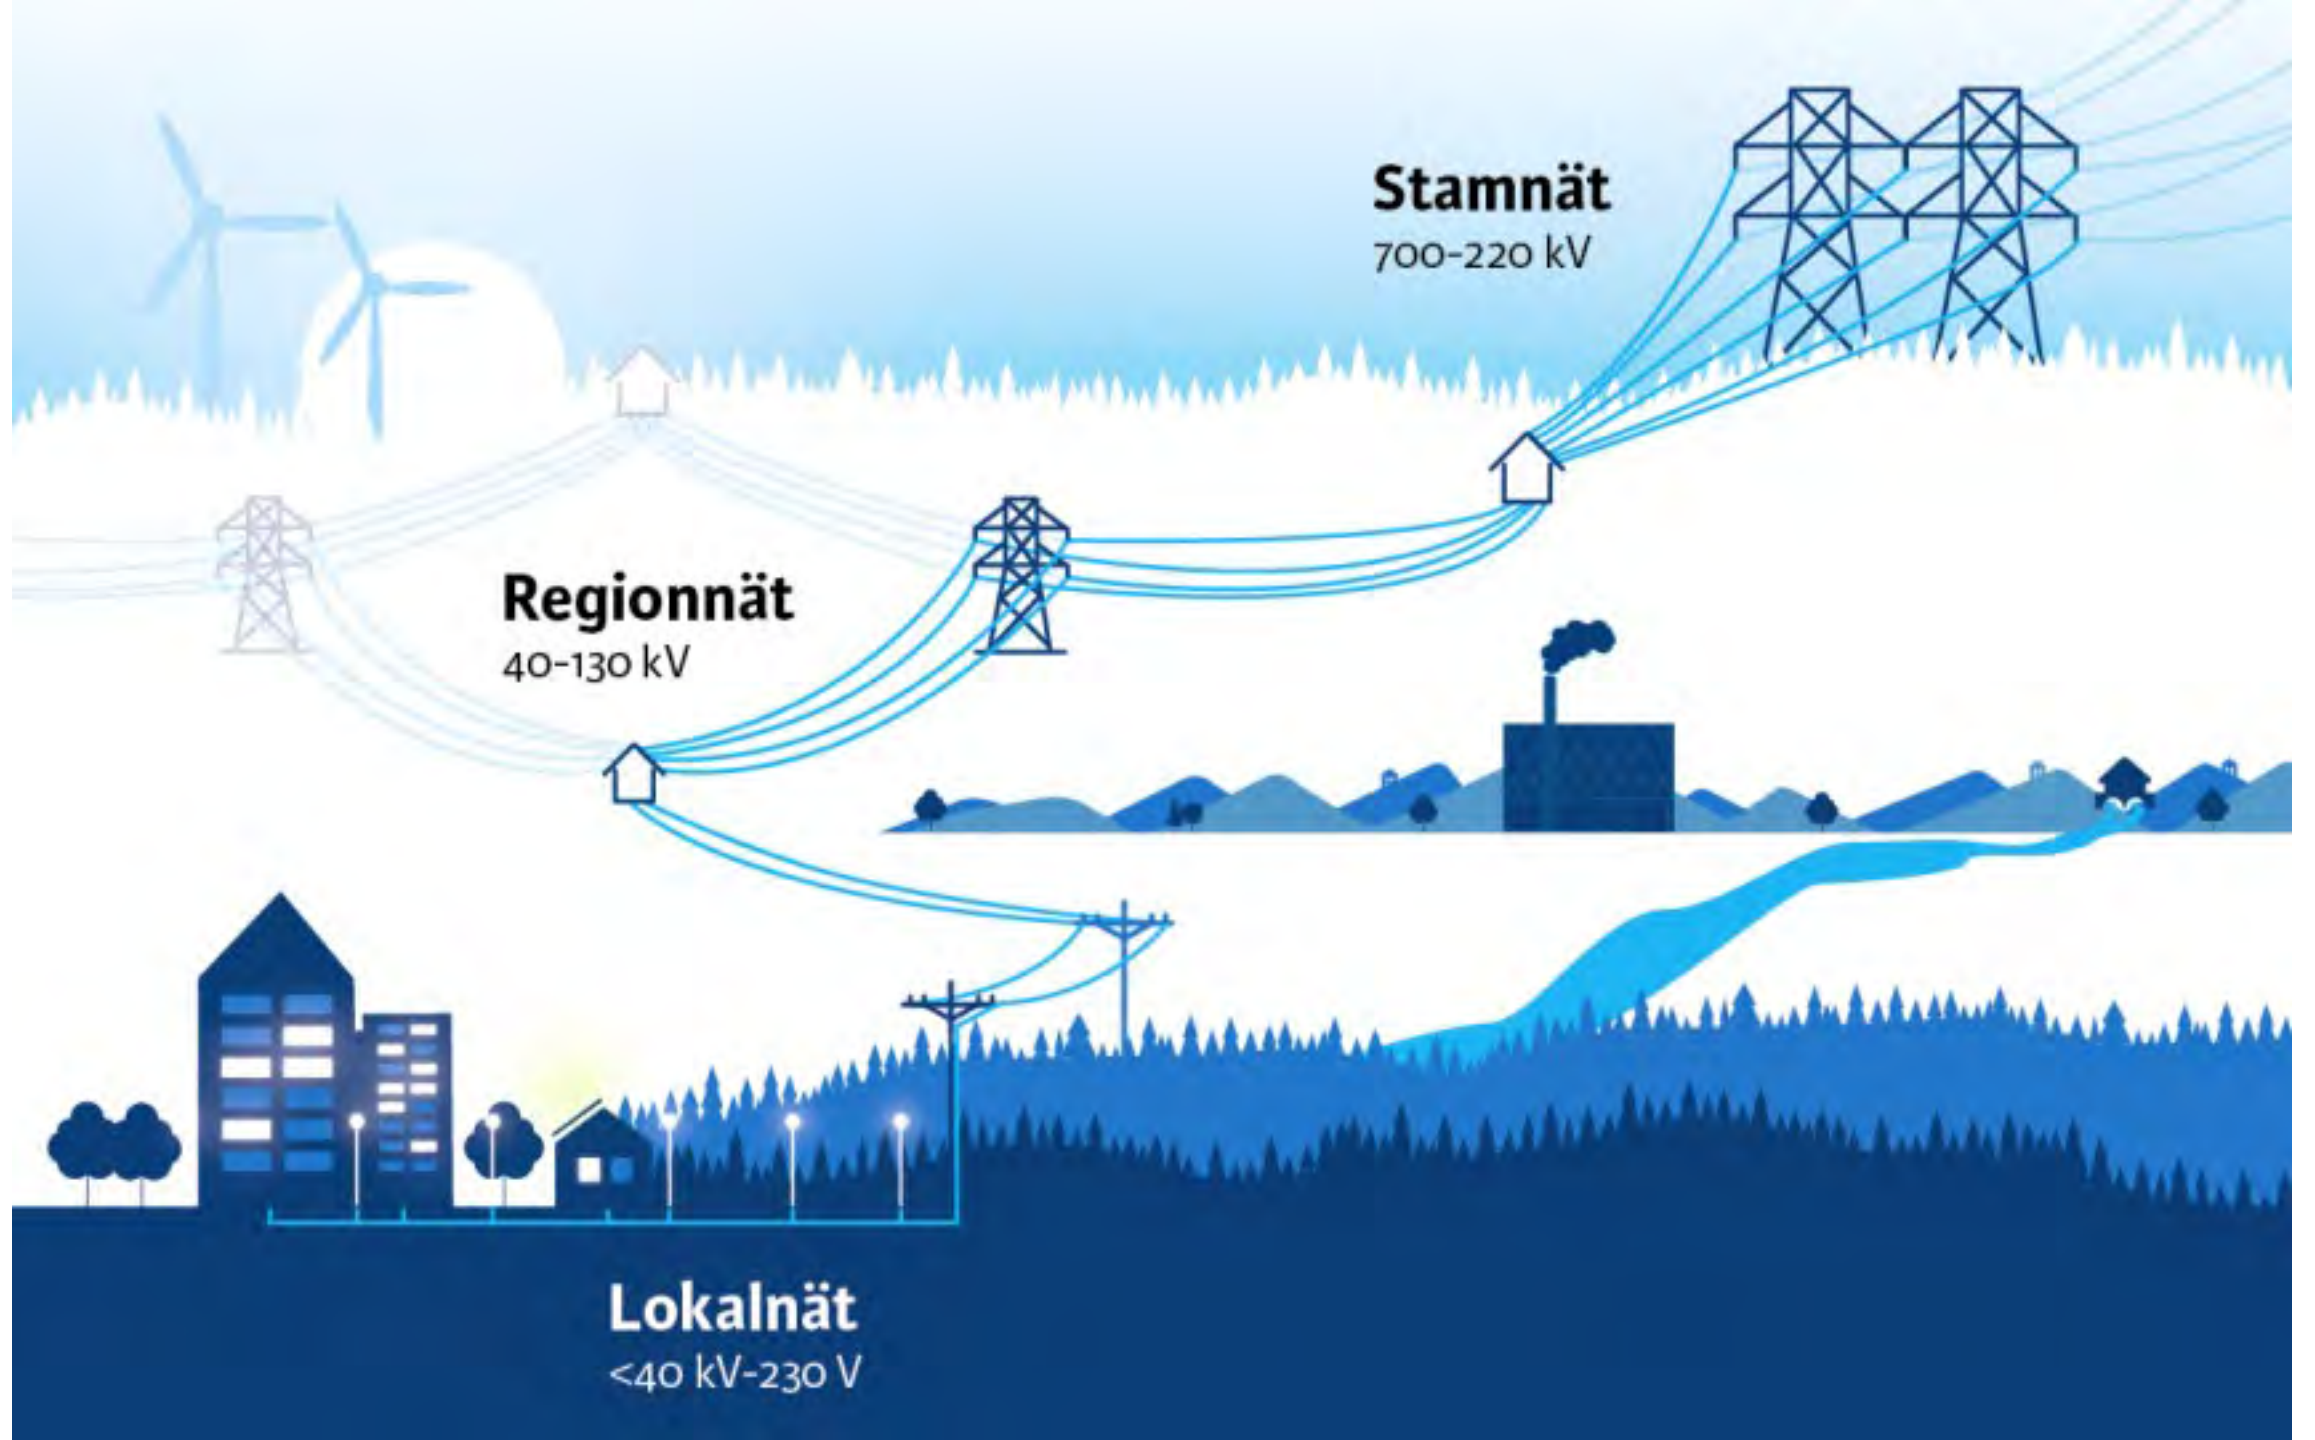 Stamnät
700-220 kV
Regionnät
40-130 kV
Lokalnät
<40 kV-230 V